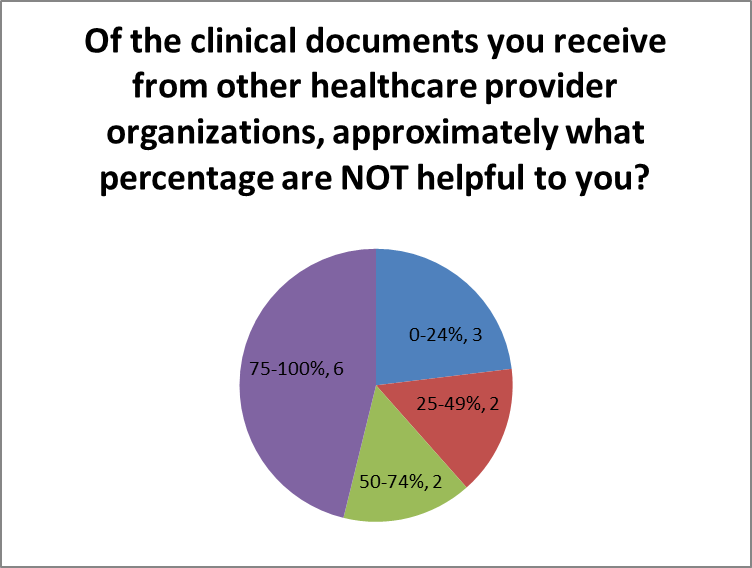 Of the clinical documents you receive
from other healthcare provider
organizations, approximately what
percentage are NOT helpful to you?
0-24%, 3
75-100%, 6
25-49%, 2
50-74%, 2